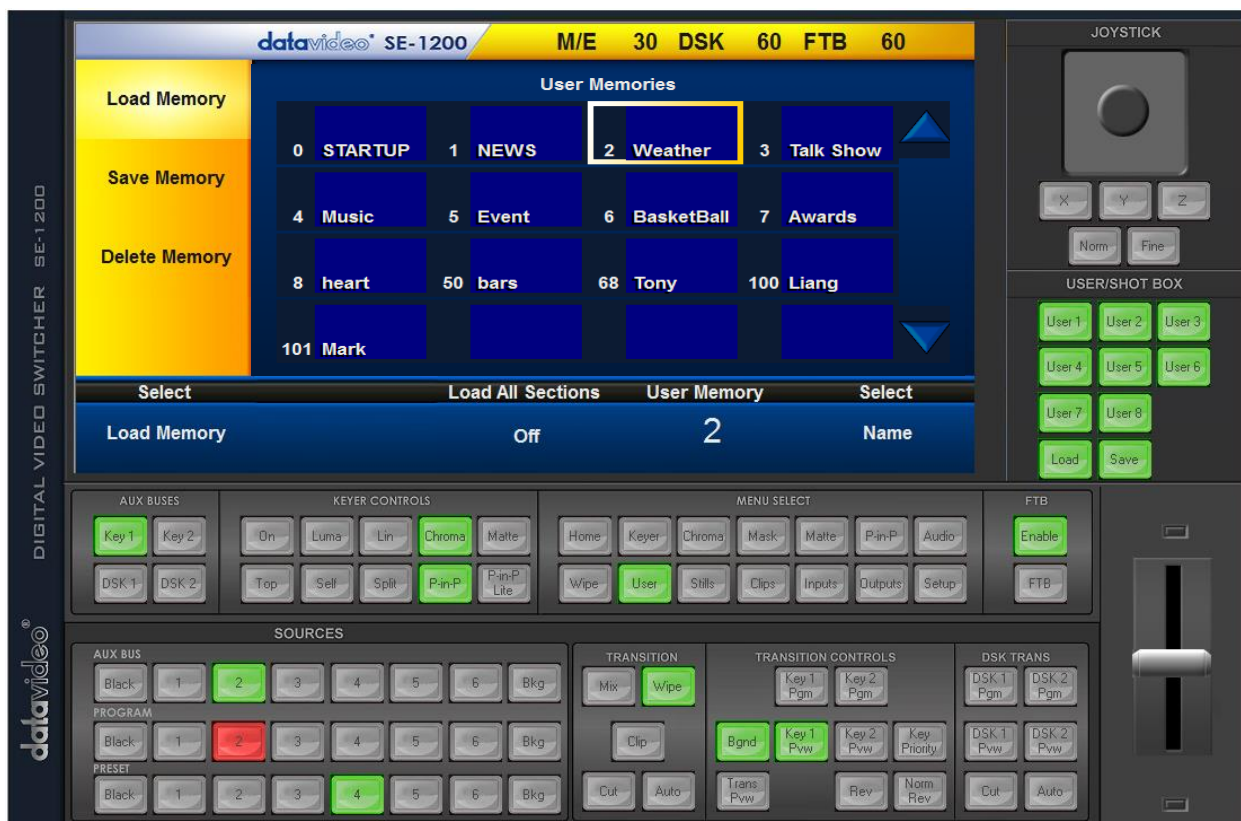 datavideo® SE-1200 M/E 30 DSK 60 FTB 60
Load Memory
Save Memory
Delete Memory
User Memories
0 STARTUP 1 NEWS 2 Weather 3 Talk Show
4 Music 5 Event 6 BasketBall 7 Awards
8 heart 50 bars 68 Tony 100 Liang
101 Mark
Select Load All Sections User Memory Select
Load Memory Off 2 Name
JOYSTICK
X Y Z
Norm Fine
USER/SHOT BOX
User 1 User 2 User 3
User 4 User 5 User 6
User 7 User 8
Load Save
DIGITAL VIDEO SWITCHER SE-1200
datavideo®
AUX BUSES
Key 1 Key 2
DSK 1 DSK 2
KEYER CONTROLS
On Luma Lin Chroma Matte
Top Self Split P-in-P P-in-P
Lite
MENU SELECT
Home Keyer Chroma Mask Matte P-in-P Audio
Wipe User Stills Clips Inputs Outputs Setup
FTB
Enable
FTB
SOURCES
AUX BUS
Black 1 2 3 4 5 6 Bkg
PROGRAM
Black 1 2 3 4 5 6 Bkg
PRESET
Black 1 2 3 4 5 6 Bkg
TRANSITION
Mix Wipe
Clip
Cut Auto
TRANSITION CONTROLS
Key 1 Key 2
Pgm Pgm
Bgnd Key 1 Key 2 Key
Pvw Pvw Priority
Trans Rev Norm
Pvw Rev
DSK TRANS
DSK 1 DSK 2
Pgm Pgm
DSK 1 DSK 2
Pvw Pvw
Cut Auto